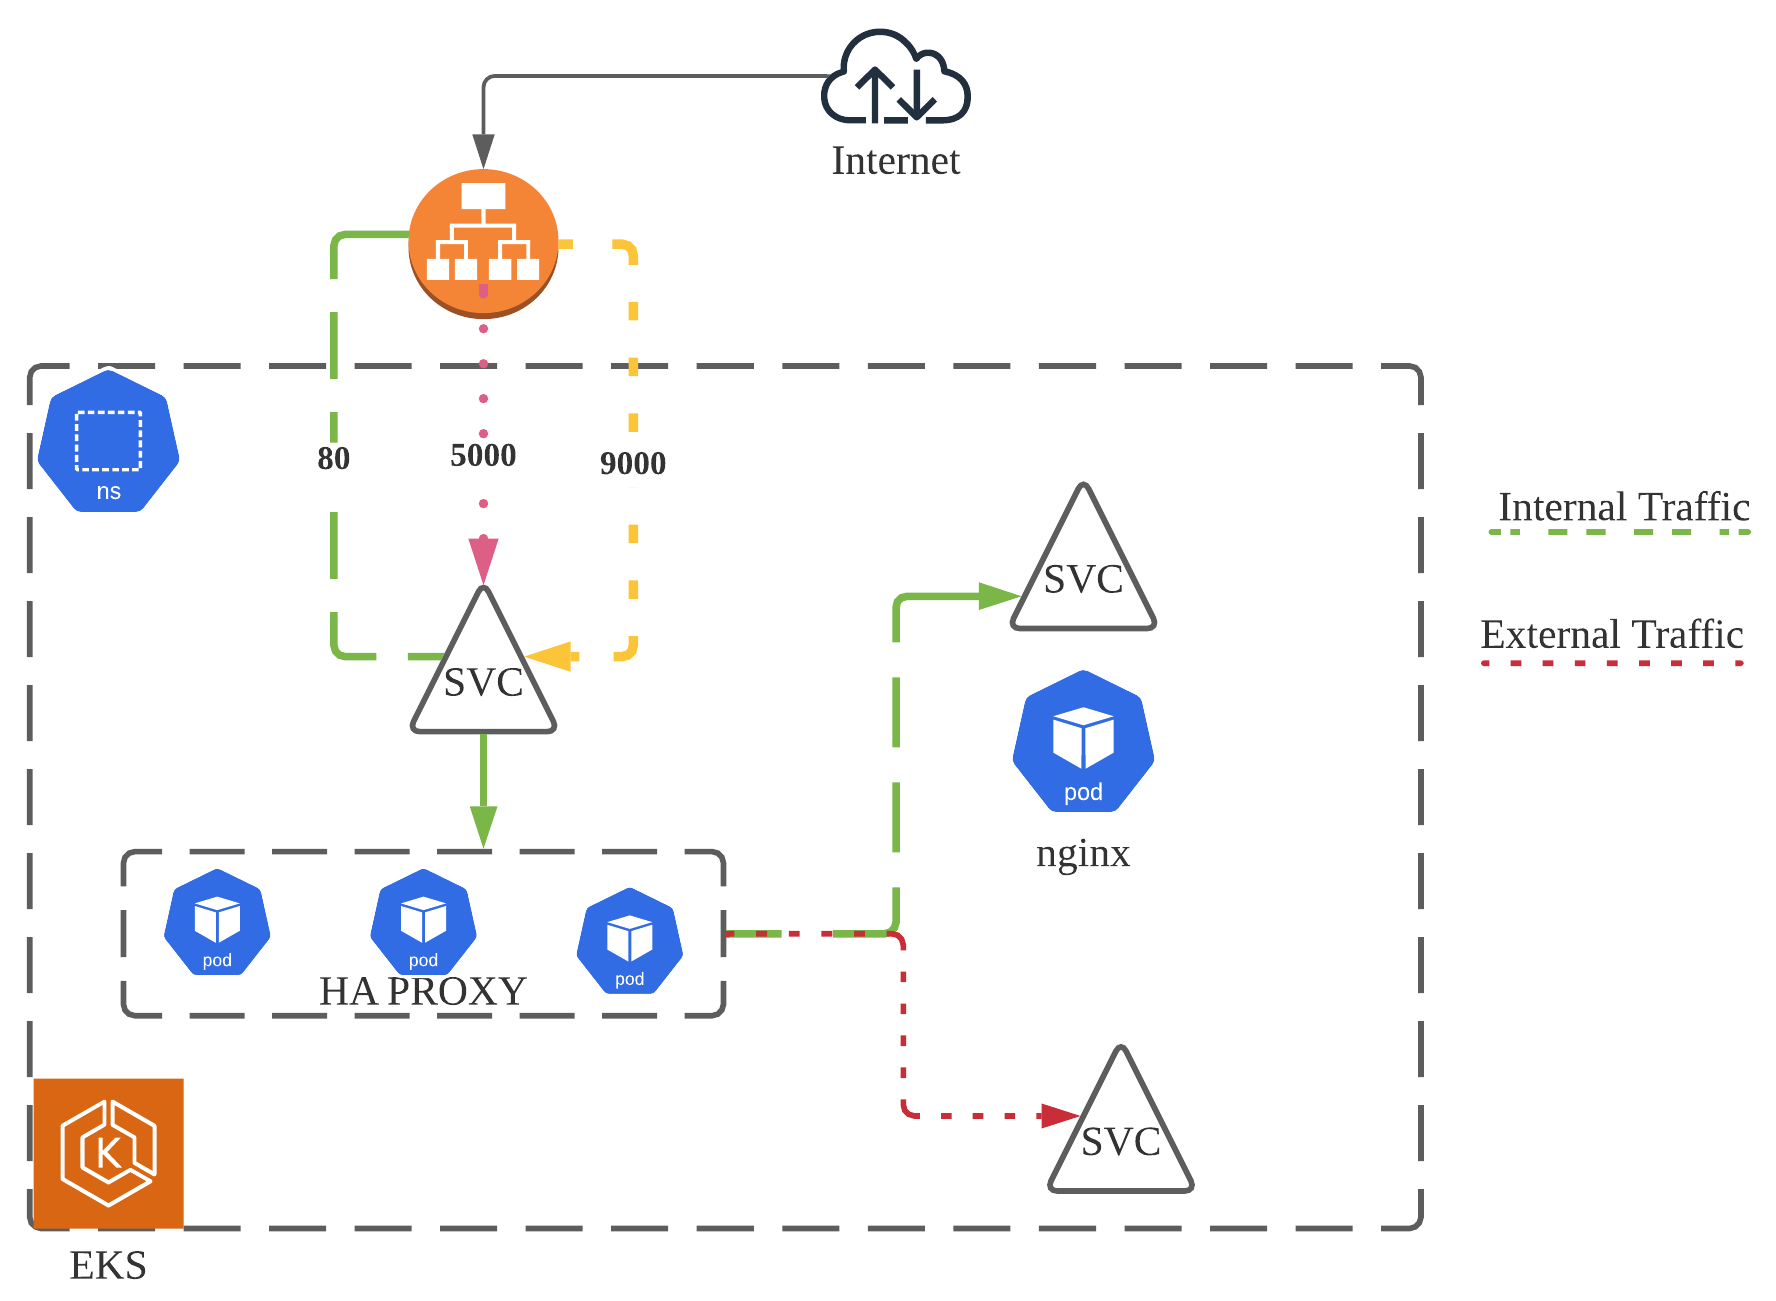 Internet
ns
80
5000
9000
SVC
Internal Traffic
SVC
External Traffic
pod
nginx
pod
pod
pod
HA PROXY
K
SVC
EKS